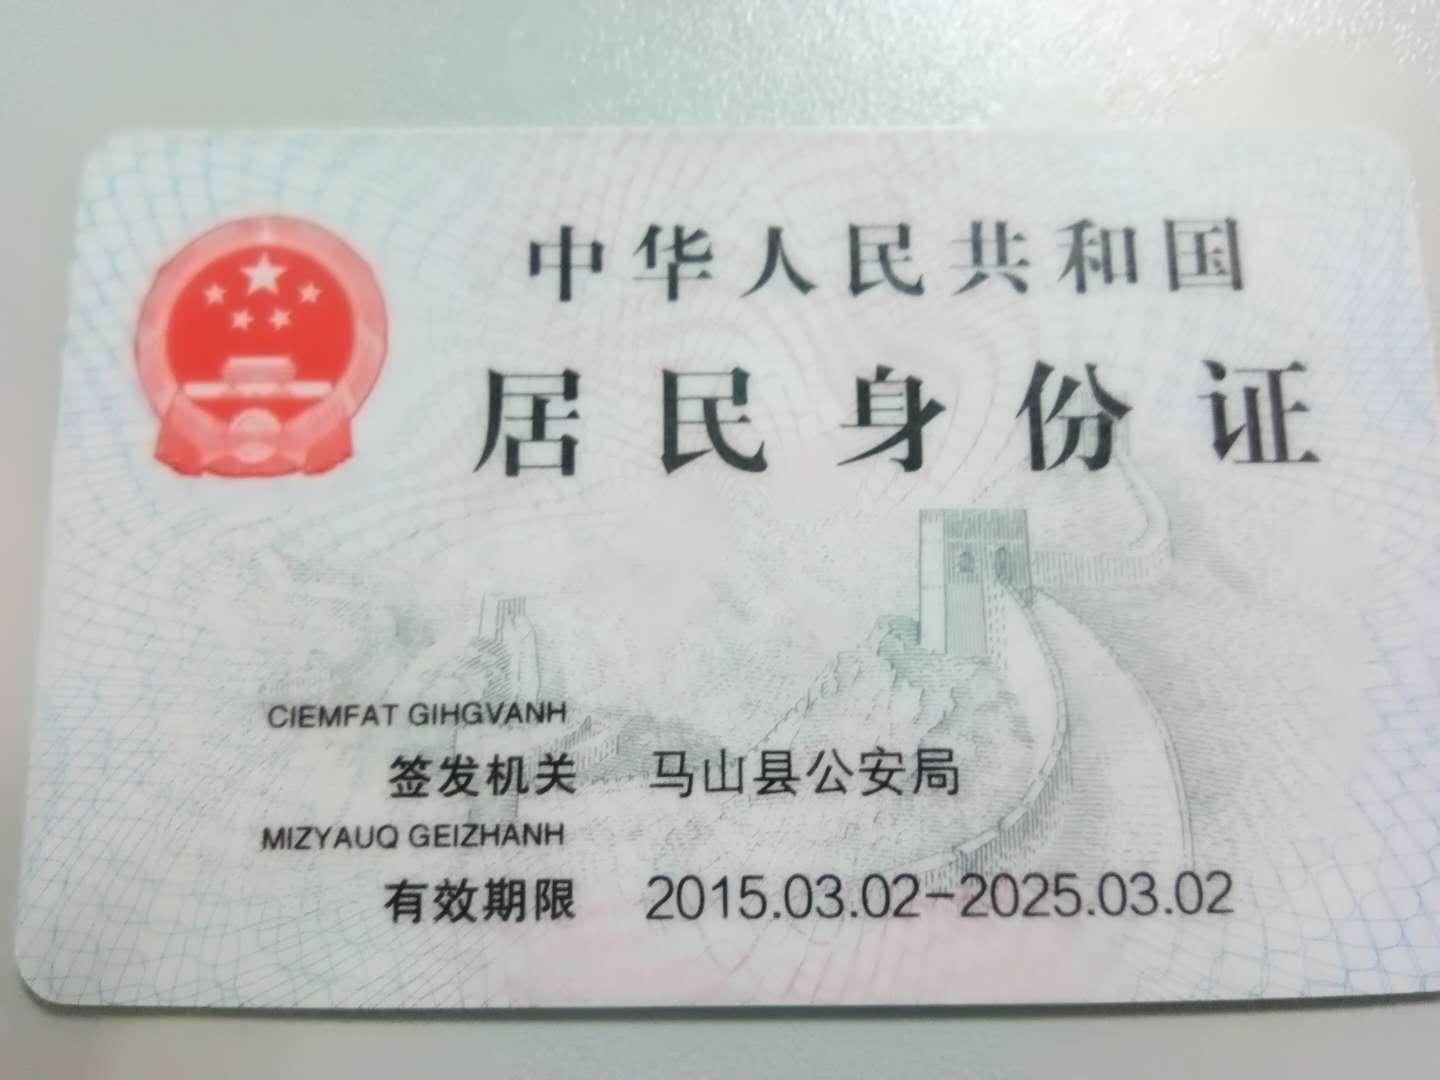 中华人民共和国
居民身份证
CIEMFAT GIHGVANH
签发机关 马山县公安局
MIZYAUQ GEIZHANH
有效期限 2015.03.02-2025.03.02